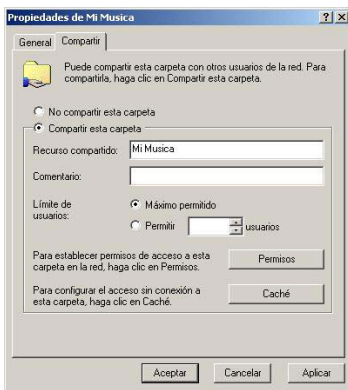 Propiedades de Mi Musica
General Compartir
Puede compartir esta carpeta con otros usuarios de la red. Para
compartirla, haga clic en Compartir esta carpeta.
No compartir esta carpeta
Compartir esta carpeta
Recurso compartido: Mi Musica
Comentario:
Límite de
usuarios:
Máximo permitido
Permitir usuarios
Para establecer permisos de acceso a esta
carpeta en la red, haga clic en Permisos.
Permisos
Para configurar el acceso sin conexión a
esta carpeta, haga clic en Caché.
Caché
Aceptar Cancelar Aplicar